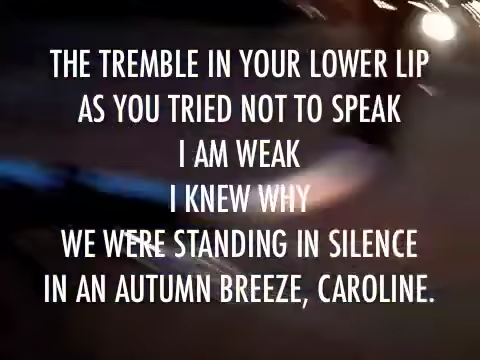 THE TREMBLE IN YOUR LOWER LIP
AS YOU TRIED NOT TO SPEAK
I AM WEAK
I KNEW WHY
WE WERE STANDING IN SILENCE
IN AN AUTUMN BREEZE, CAROLINE.